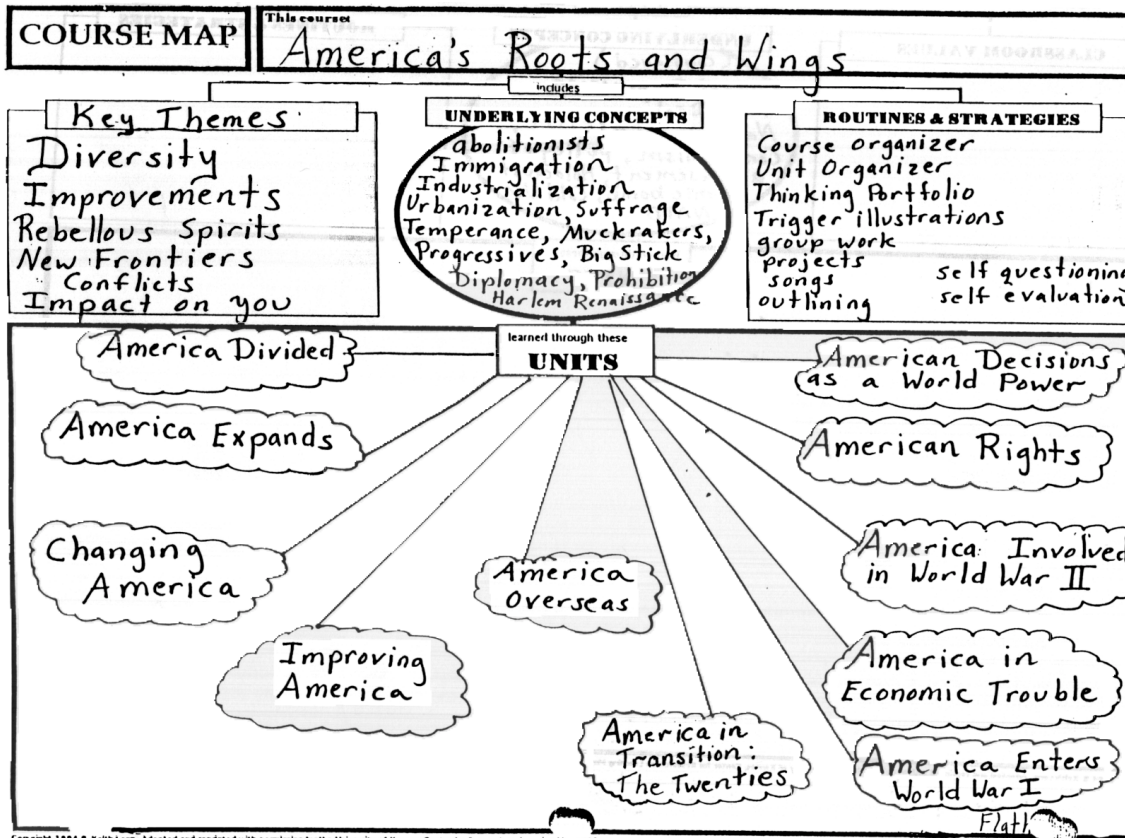 COURSE MAP
This course:
America's Roots and Wings
includes
Key Themes
Diversity
Improvements
Rebellous Spirits
New Frontiers
Conflicts
Impact on you
UNDERLYING CONCEPTS
abolitionists
Immigration
Industrialization
Urbanization, Suffrage
Temperance, Muckrakers,
Progressives, Big Stick
Diplomacy, Prohibition
Harlem Renaissance
ROUTINES & STRATEGIES
Course organizer
Unit Organizer
Thinking Portfolio
Trigger illustrations
group work
projects
songs
outlining
self questioning
self evaluation
learned through these
UNITS
America Divided
America Expands
Changing
America
Improving
America
America
Overseas
America in
Transition:
The Twenties
America Enters
World War I
America in
Economic Trouble
America Involved
in World War II
American Rights
American Decisions
as a World Power